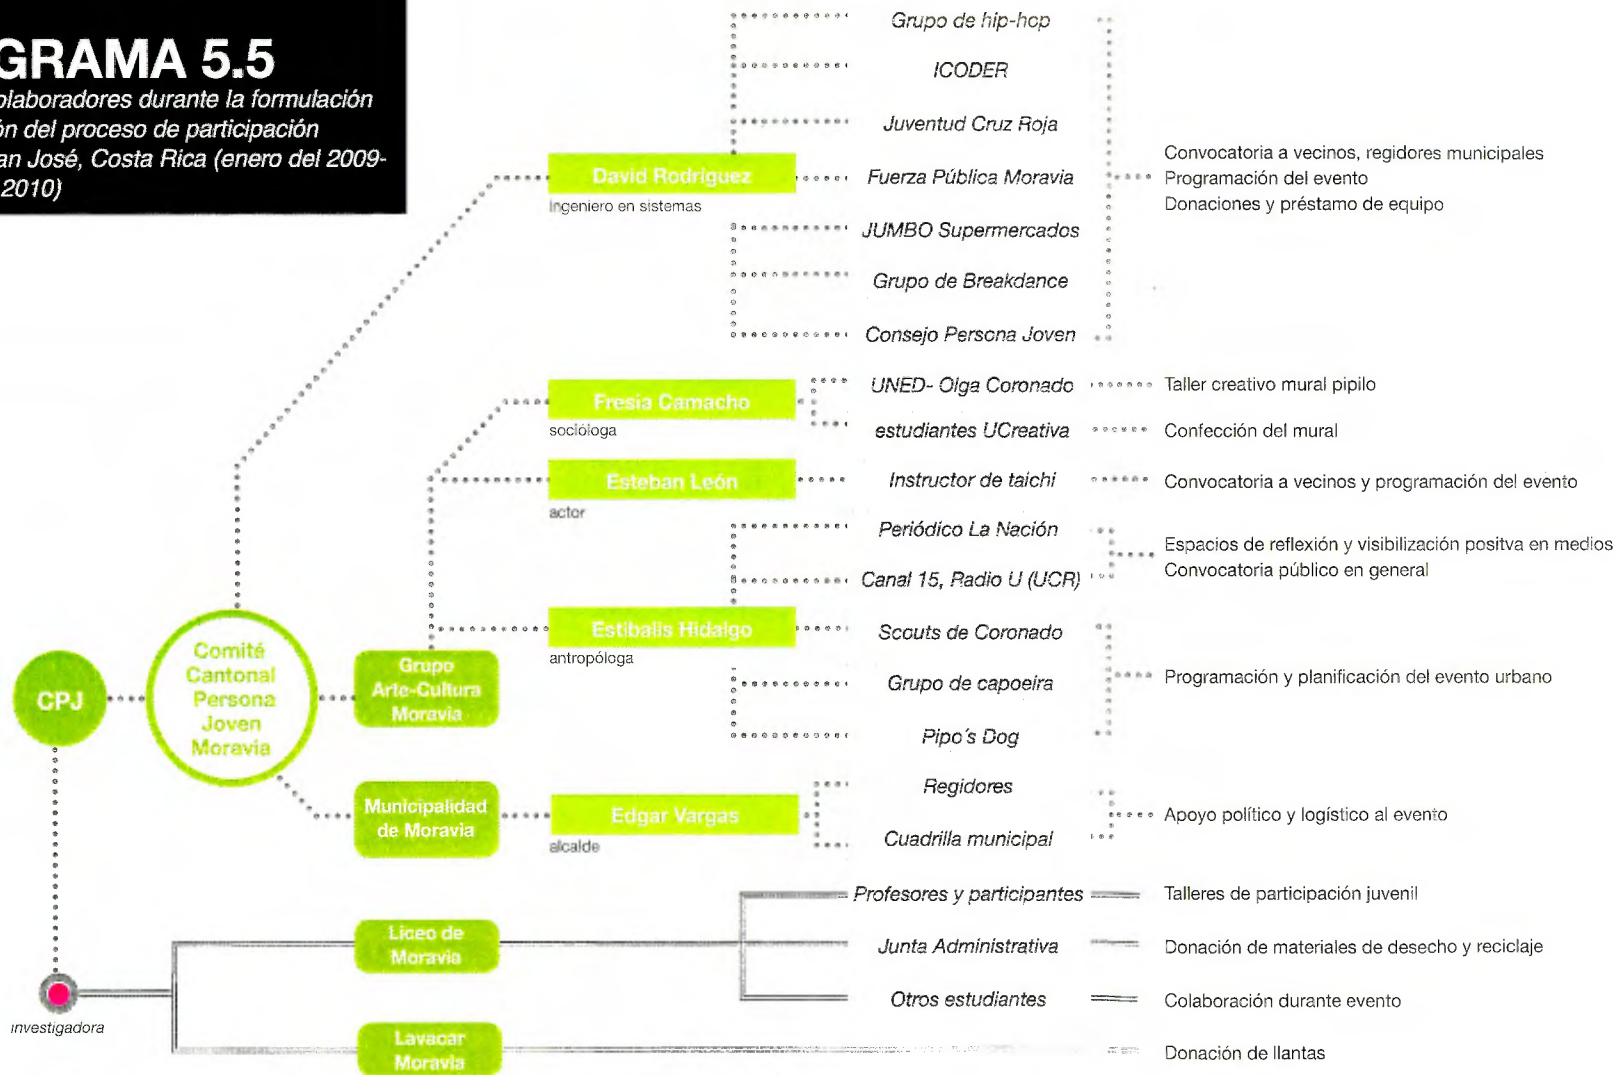 GRAMA 5.5
olaboradores durante la formulación
ón del proceso de participación
an José, Costa Rica (enero del 2009-
2010)
Grupo de hip-hop
ICODER
Juventud Cruz Roja
David Rodríguez
ingeniero en sistemas
Fuerza Pública Moravia
JUMBO Supermercados
Grupo de Breakdance
Consejo Persona Joven
Convocatoria a vecinos, regidores municipales
Programación del evento
Donaciones y préstamo de equipo
Fresia Camacho
socióloga
UNED- Olga Coronado
Taller creativo mural pipilo
estudiantes UCreativa
Confección del mural
Esteban León
actor
Instructor de taichi
Convocatoria a vecinos y programación del evento
Periódico La Nación
Canal 15, Radio U (UCR)
Espacios de reflexión y visibilización positva en medios
Convocatoria público en general
Estibalis Hidalgo
antropóloga
Scouts de Coronado
Grupo de capoeira
Pipo´s Dog
Programación y planificación del evento urbano
CPJ
Comité
Cantonal
Persona
Joven
Moravia
Grupo
Arte-Cultura
Moravia
Municipalidad
de Moravia
Edgar Vargas
alcalde
Regidores
Cuadrilla municipal
Apoyo político y logístico al evento
investigadora
Liceo de
Moravia
Profesores y participantes
Talleres de participación juvenil
Junta Administrativa
Donación de materiales de desecho y reciclaje
Otros estudiantes
Colaboración durante evento
Lavacar
Moravia
Donación de llantas